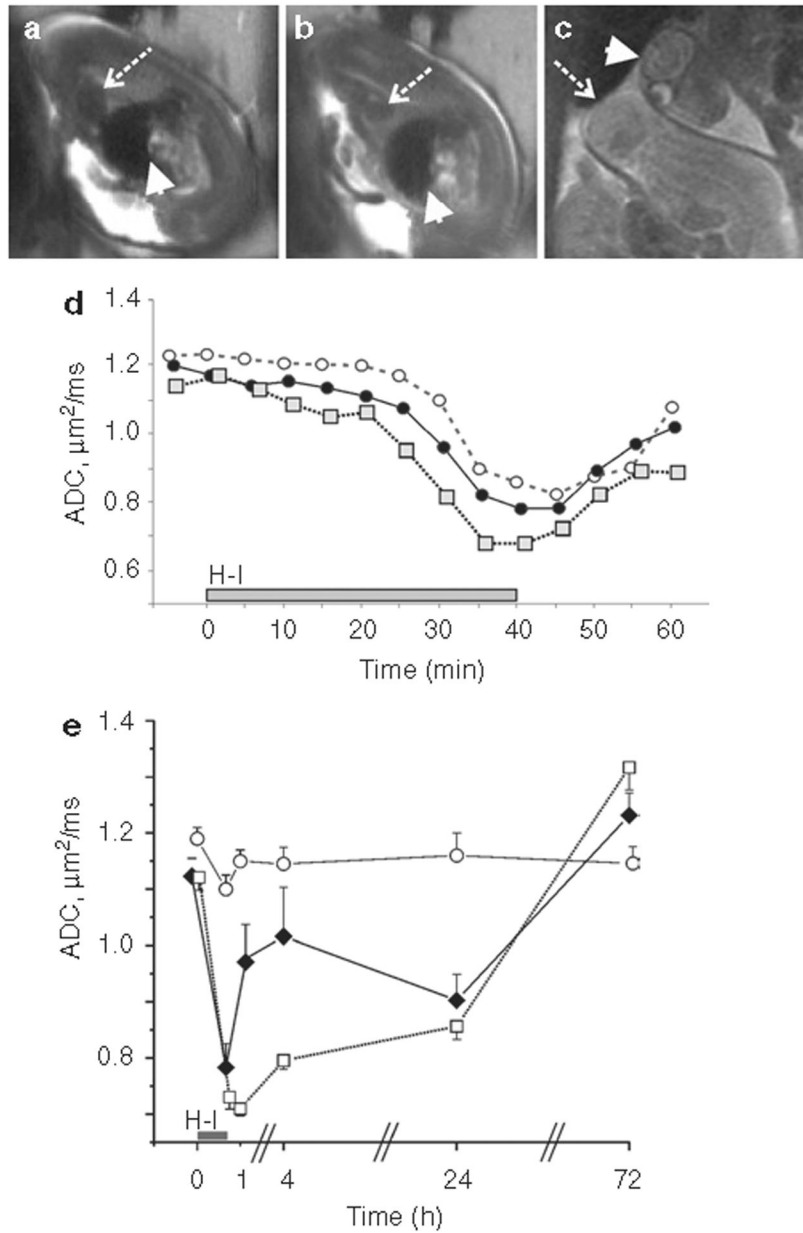 a
b
c
d
1.4
1.2
1.0
0.8
0.6
ADC, μm²/ms
H-I
0 10 20 30 40 50 60
Time (min)
e
1.4
1.2
1.0
0.8
ADC, μm²/ms
H-I
0 1 4 24 72
Time (h)